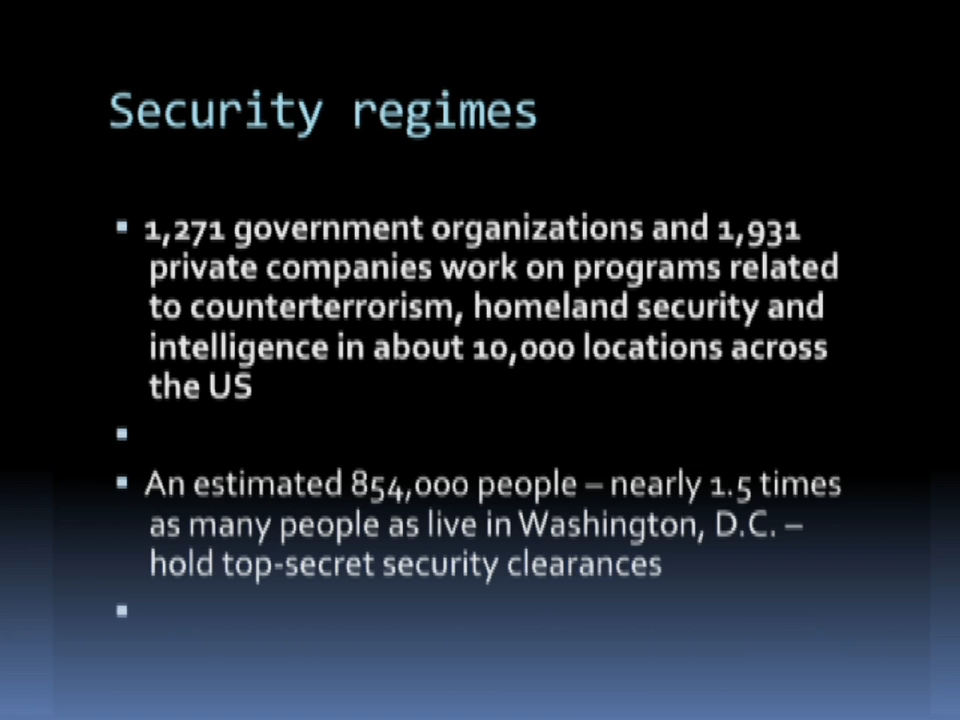 Security regimes
1,271 government organizations and 1,931
private companies work on programs related
to counterterrorism, homeland security and
intelligence in about 10,000 locations across
the US
An estimated 854,000 people – nearly 1.5 times
as many people as live in Washington, D.C. –
hold top-secret security clearances